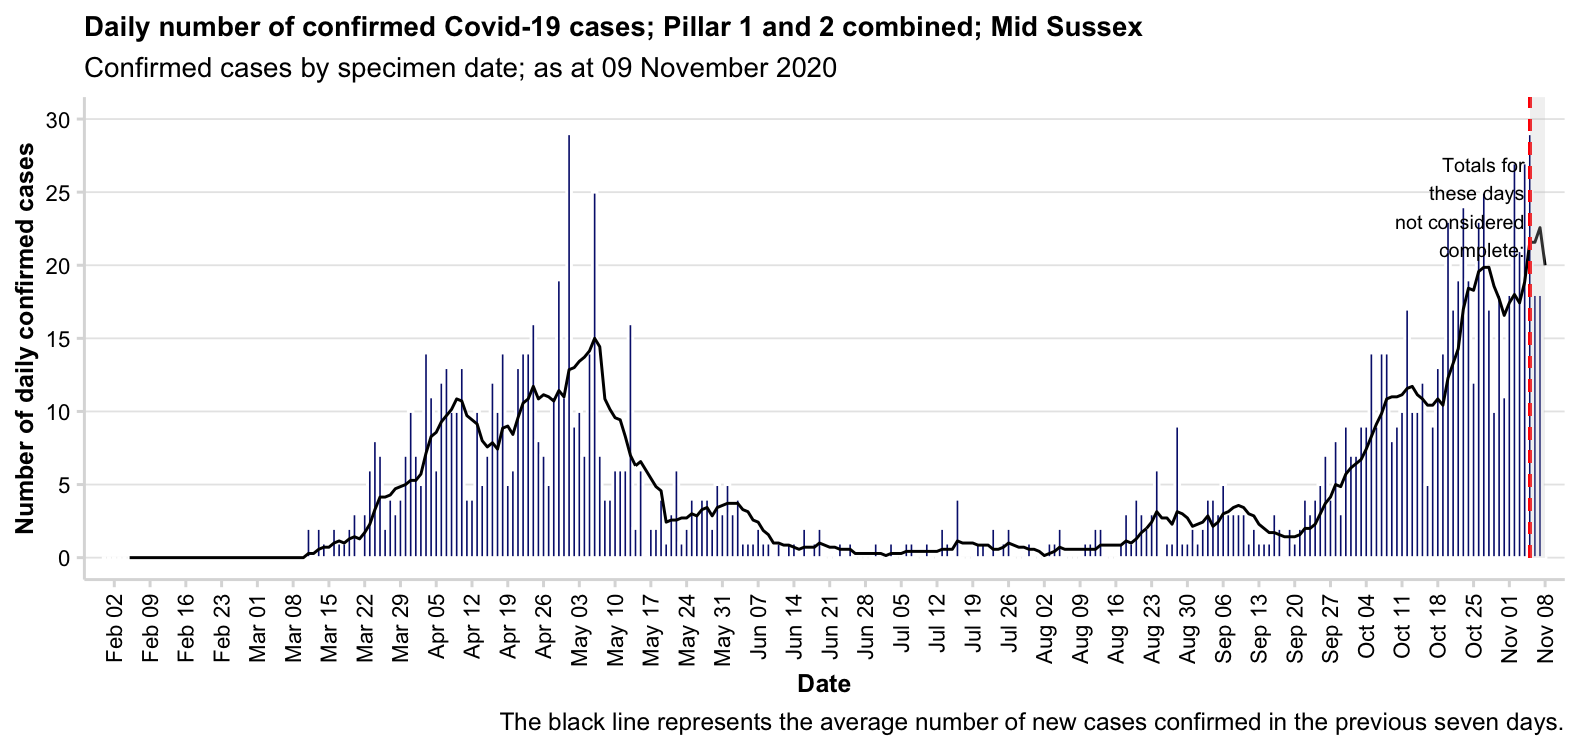 Daily number of confirmed Covid-19 cases; Pillar 1 and 2 combined; Mid Sussex
Confirmed cases by specimen date; as at 09 November 2020
Number of daily confirmed cases
30
25
20
15
10
5
0
Totals for
these days
not considered
complete:
Feb 02
Feb 09
Feb 16
Feb 23
Mar 01
Mar 08
Mar 15
Mar 22
Mar 29
Apr 05
Apr 12
Apr 19
Apr 26
May 03
May 10
May 17
May 24
May 31
Jun 07
Jun 14
Jun 21
Jun 28
Jul 05
Jul 12
Jul 19
Jul 26
Aug 02
Aug 09
Aug 16
Aug 23
Aug 30
Sep 06
Sep 13
Sep 20
Sep 27
Oct 04
Oct 11
Oct 18
Oct 25
Nov 01
Nov 08
Date
The black line represents the average number of new cases confirmed in the previous seven days.